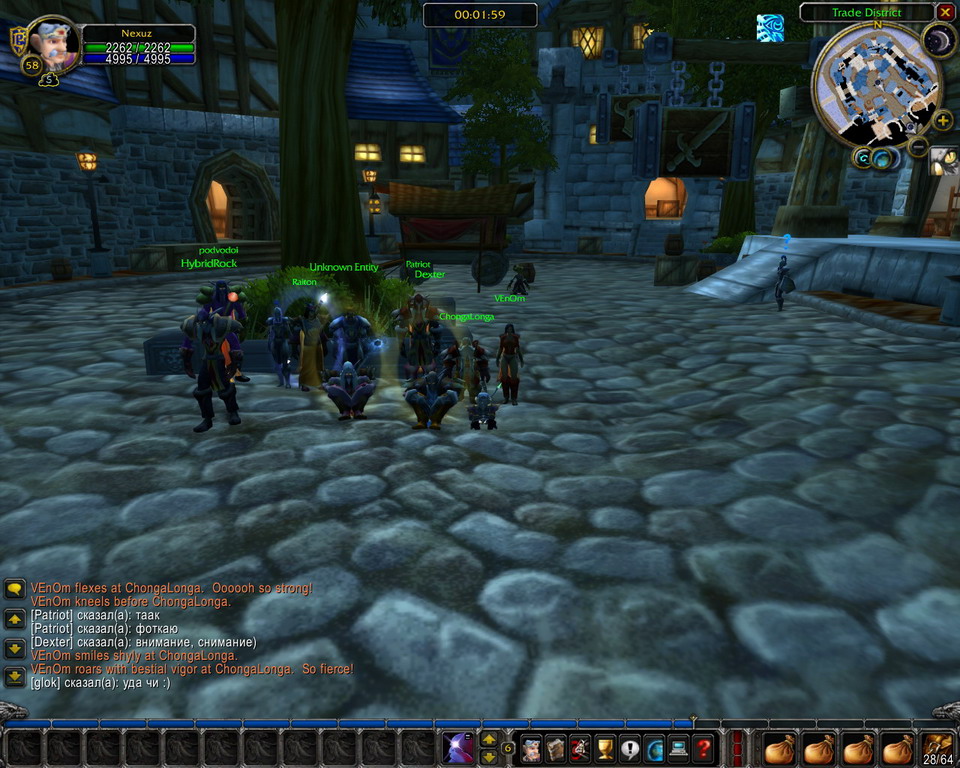 Nexuz
2262 / 2262
4995 / 4995
58
S
00:01:59
Trade District
N
podvodoi
HybridRock
Unknown Entity
Raiton
Patriot
Dexter
VEnOm
ChongaLonga
VEnOm flexes at ChongaLonga. Oooooh so strong!
VEnOm kneels before ChongaLonga.
[Patriot] сказал(а): таак
[Patriot] сказал(а): фоткаю
[Dexter] сказал(а): внимание, снимание)
VEnOm smiles shyly at ChongaLonga.
VEnOm roars with bestial vigor at ChongaLonga. So fierce!
[glok] сказал(а): уда чи :)
6
28/64